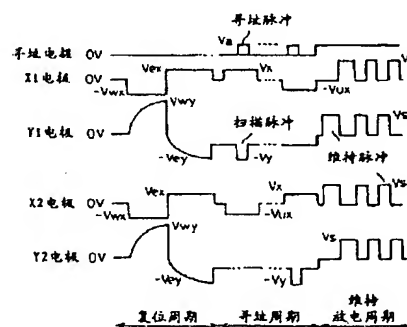 寻址脉冲
Va
寻址电极 0V
X1电极 0V
-Vwx
Vex
Vx
-Vux
V
Vwy
Y1电极 0V
-Vey
扫描脉冲
-Vy
Vs
维持脉冲
X2电极 0V
-Vwx
Vex
Vx
-Vux
Vs
Vwy
Y2电极 0V
-Vey
-Vy
Vs
复位周期
寻址周期
维持
放电周期